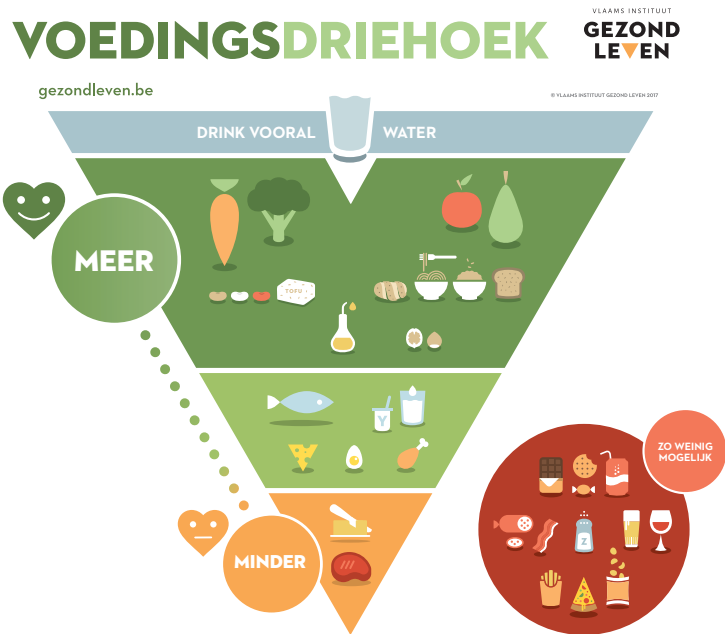 VLAAMS INSTITUUT
VOEDINGSDRIEHOEK
GEZOND
LEVEN
gezondleven.be
© VLAAMS INSTITUUT GEZOND LEVEN 2017
DRINK VOORAL WATER
MEER
TOFU
Y
ZO WEINIG
MOGELIJK
Z
MINDER